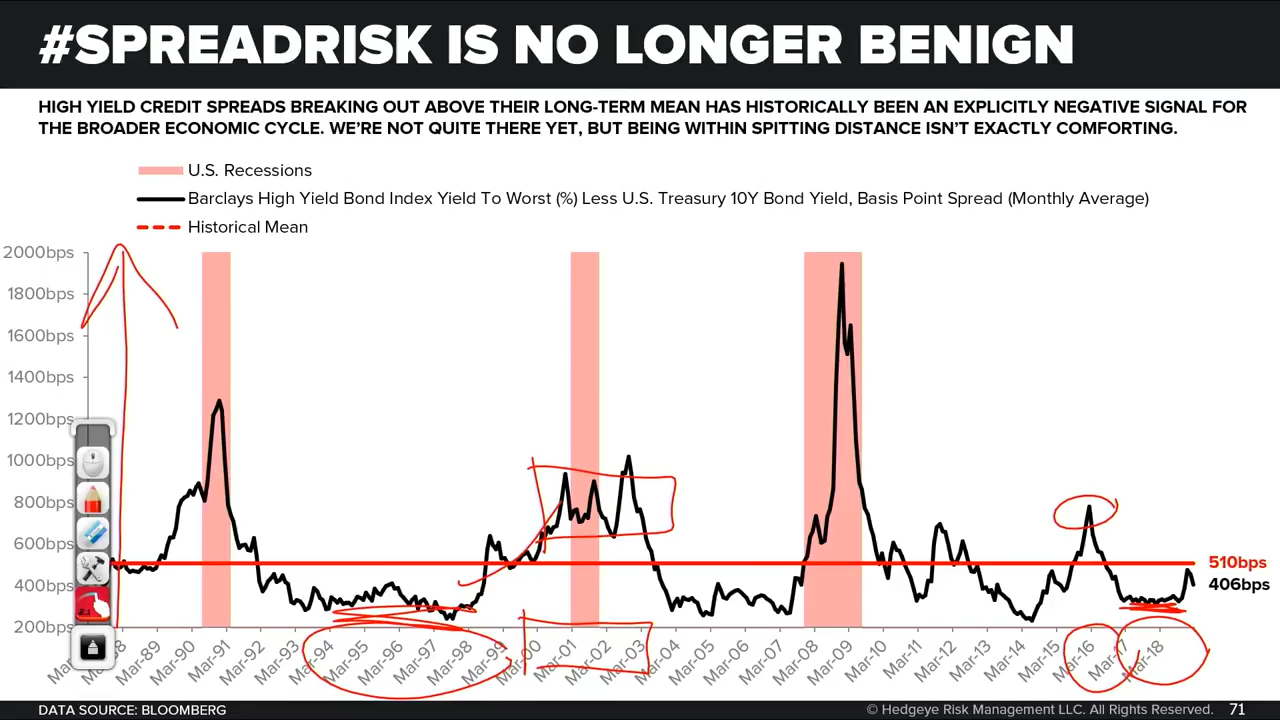 #SPREADRISK IS NO LONGER BENIGN
HIGH YIELD CREDIT SPREADS BREAKING OUT ABOVE THEIR LONG-TERM MEAN HAS HISTORICALLY BEEN AN EXPLICITLY NEGATIVE SIGNAL FOR
THE BROADER ECONOMIC CYCLE. WE'RE NOT QUITE THERE YET, BUT BEING WITHIN SPITTING DISTANCE ISN'T EXACTLY COMFORTING.
U.S. Recessions
Barclays High Yield Bond Index Yield To Worst (%) Less U.S. Treasury 10Y Bond Yield, Basis Point Spread (Monthly Average)
Historical Mean
2000bps
1800bps
1600bps
1400bps
1200bps
1000bps
800bps
600bps
400bps
200bps
510bps
406bps
Mar-89
Mar-90
Mar-91
Mar-92
Mar-93
Mar-94
Mar-95
Mar-96
Mar-97
Mar-98
Mar-99
Mar-00
Mar-01
Mar-02
Mar-03
Mar-04
Mar-05
Mar-06
Mar-07
Mar-08
Mar-09
Mar-10
Mar-11
Mar-12
Mar-13
Mar-14
Mar-15
Mar-16
Mar-17
Mar-18
DATA SOURCE: BLOOMBERG
© Hedgeye Risk Management LLC. All Rights Reserved.
71